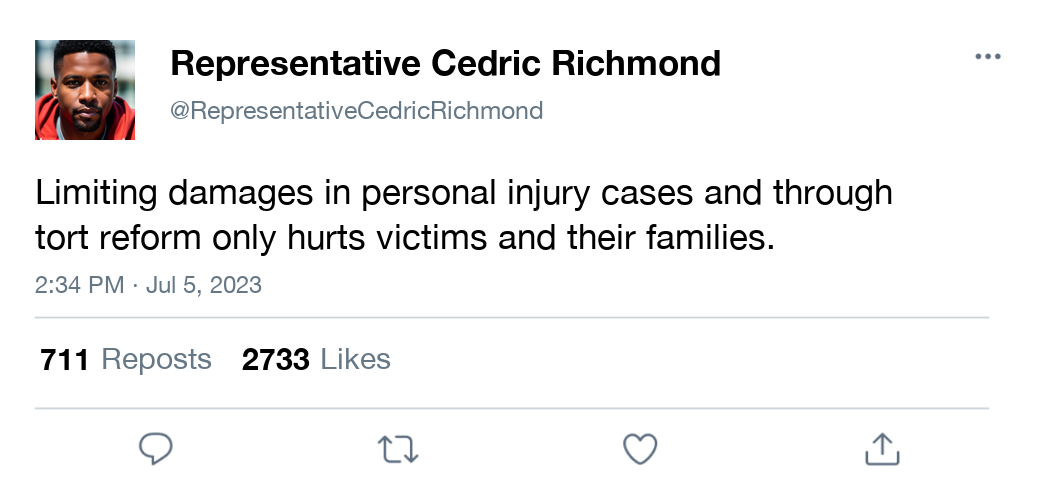 Representative Cedric Richmond
@RepresentativeCedricRichmond
Limiting damages in personal injury cases and through
tort reform only hurts victims and their families.
2:34 PM · Jul 5, 2023
711 Reposts 2733 Likes